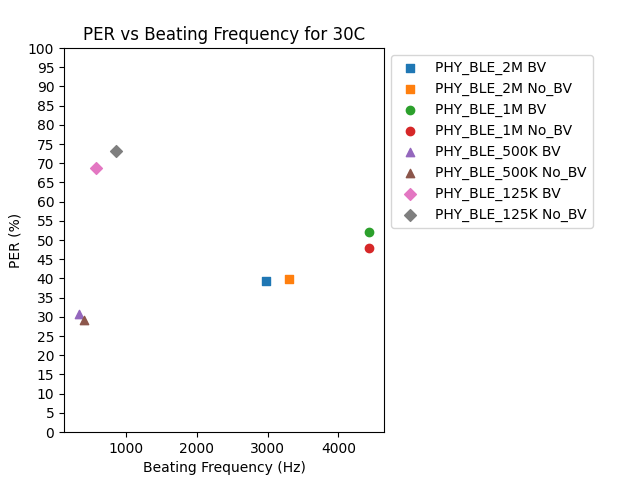 PER vs Beating Frequency for 30C
100
95
90
85
80
75
70
65
60
55
50
45
40
35
30
25
20
15
10
5
0
PER (%)
1000 2000 3000 4000
Beating Frequency (Hz)
PHY_BLE_2M BV
PHY_BLE_2M No_BV
PHY_BLE_1M BV
PHY_BLE_1M No_BV
PHY_BLE_500K BV
PHY_BLE_500K No_BV
PHY_BLE_125K BV
PHY_BLE_125K No_BV